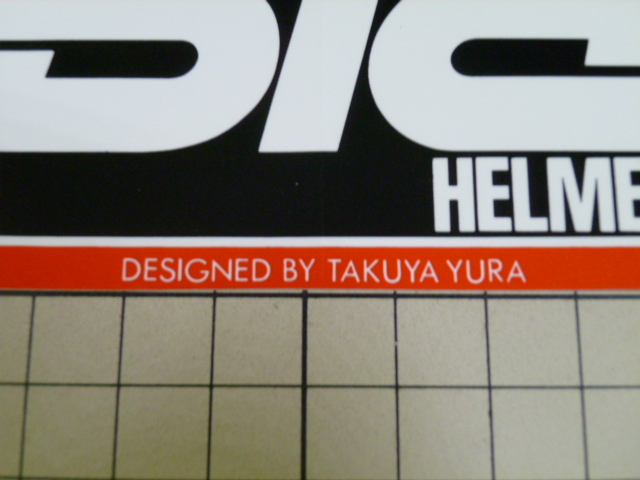 HELME
DESIGNED BY TAKUYA YURA